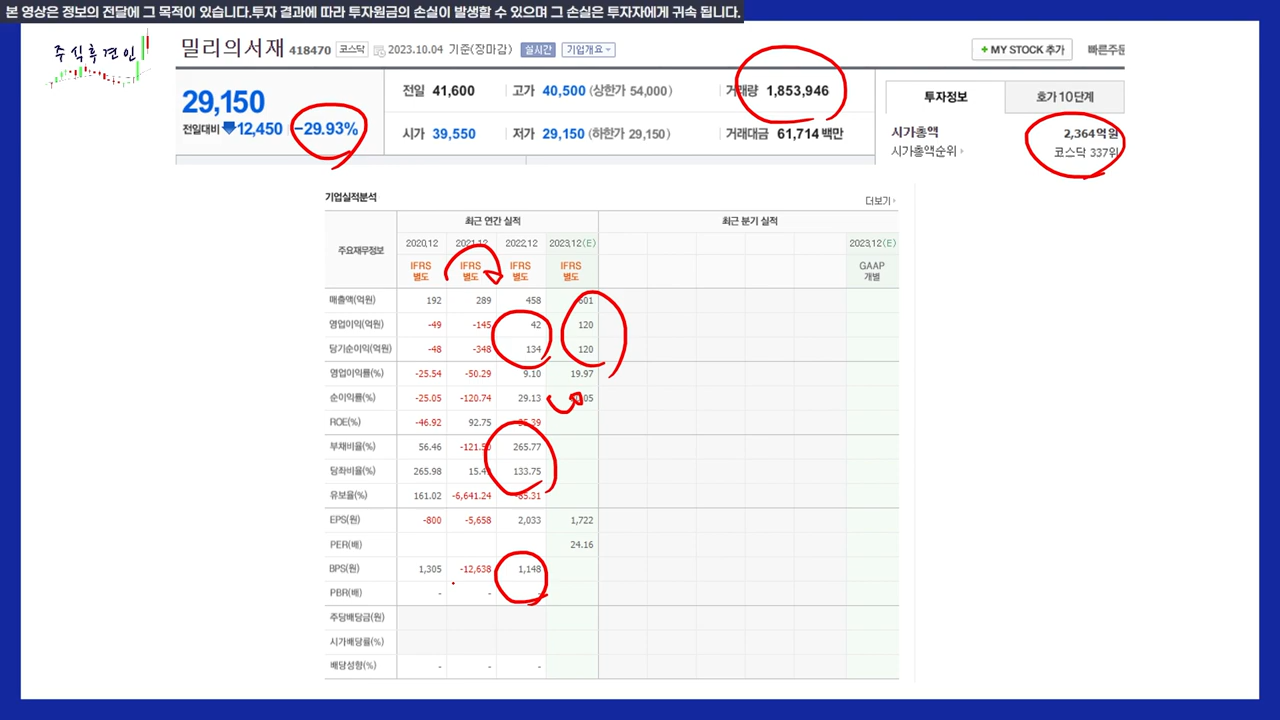 본 영상은 정보의 전달에 그 목적이 있습니다.투자 결과에 따라 투자원금의 손실이 발생할 수 있으며 그 손실은 투자자에게 귀속 됩니다.
주식후견인
밀리의서재 418470 코스닥 2023.10.04 기준(장마감) 실시간 기업개요
+ MY STOCK 추가 빠른주문
29,150
전일대비 12,450 -29.93%
전일 41,600 고가 40,500 (상한가 54,000) 거래량 1,853,946
시가 39,550 저가 29,150 (하한가 29,150) 거래대금 61,714 백만
투자정보 호가 10단계
시가총액 2,364억원
시가총액순위 코스닥 337위
기업실적분석 더보기
주요재무정보 최근 연간 실적 최근 분기 실적
2020.12 2021.12 2022.12 2023.12(E) 2023.12(E)
IFRS 별도 IFRS 별도 IFRS 별도 IFRS 별도 GAAP 개별
매출액(억원) 192 289 458 601
영업이익(억원) -49 -145 42 120
당기순이익(억원) -48 -348 134 120
영업이익률(%) -25.54 -50.29 9.10 19.97
순이익률(%) -25.05 -120.74 29.13
ROE(%) -46.92 92.75
부채비율(%) 56.46 265.77
당좌비율(%) 265.98 133.75
유보율(%) 161.02 -6,641.24
EPS(원) -800 -5,658 2,033 1,722
PER(배) 24.16
BPS(원) 1,305 -12,638 1,148
PBR(배) - - -
주당배당금(원)
시가배당률(%)
배당성향(%) - - -